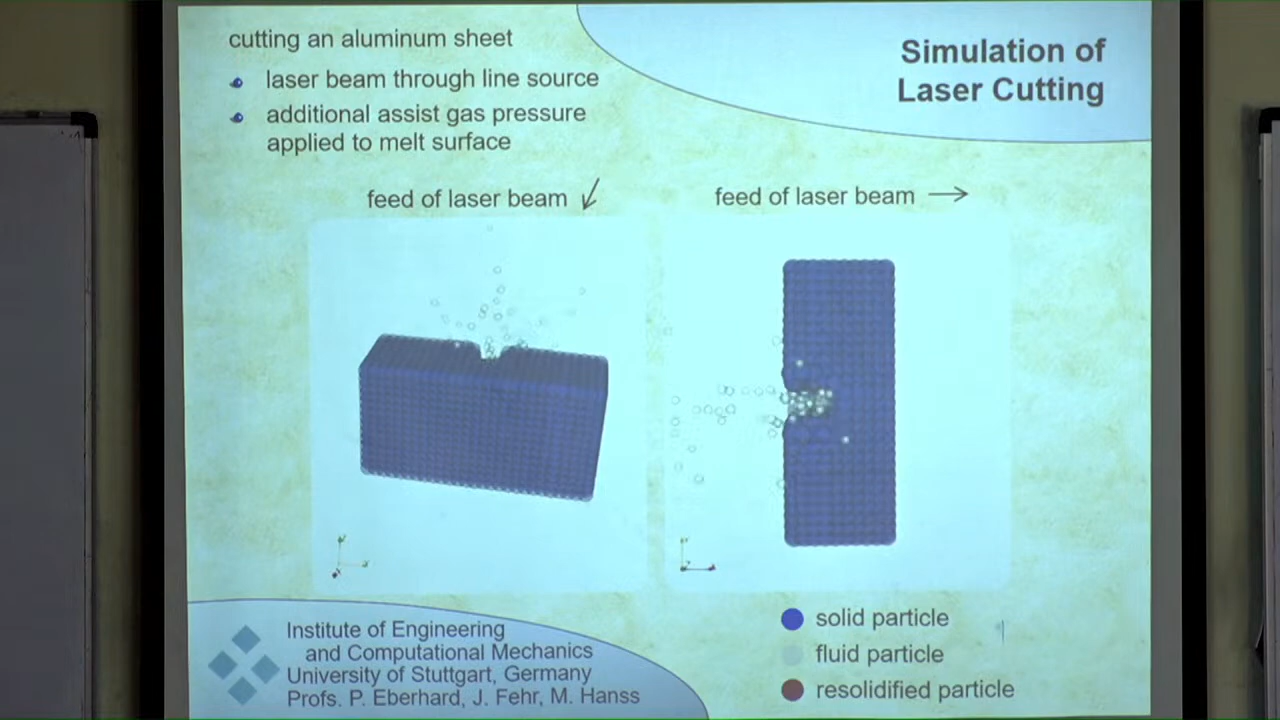 cutting an aluminum sheet
laser beam through line source
additional assist gas pressure
applied to melt surface
Simulation of
Laser Cutting
feed of laser beam
feed of laser beam
solid particle
fluid particle
resolidified particle
Institute of Engineering
and Computational Mechanics
University of Stuttgart, Germany
Profs. P. Eberhard, J. Fehr, M. Hanss